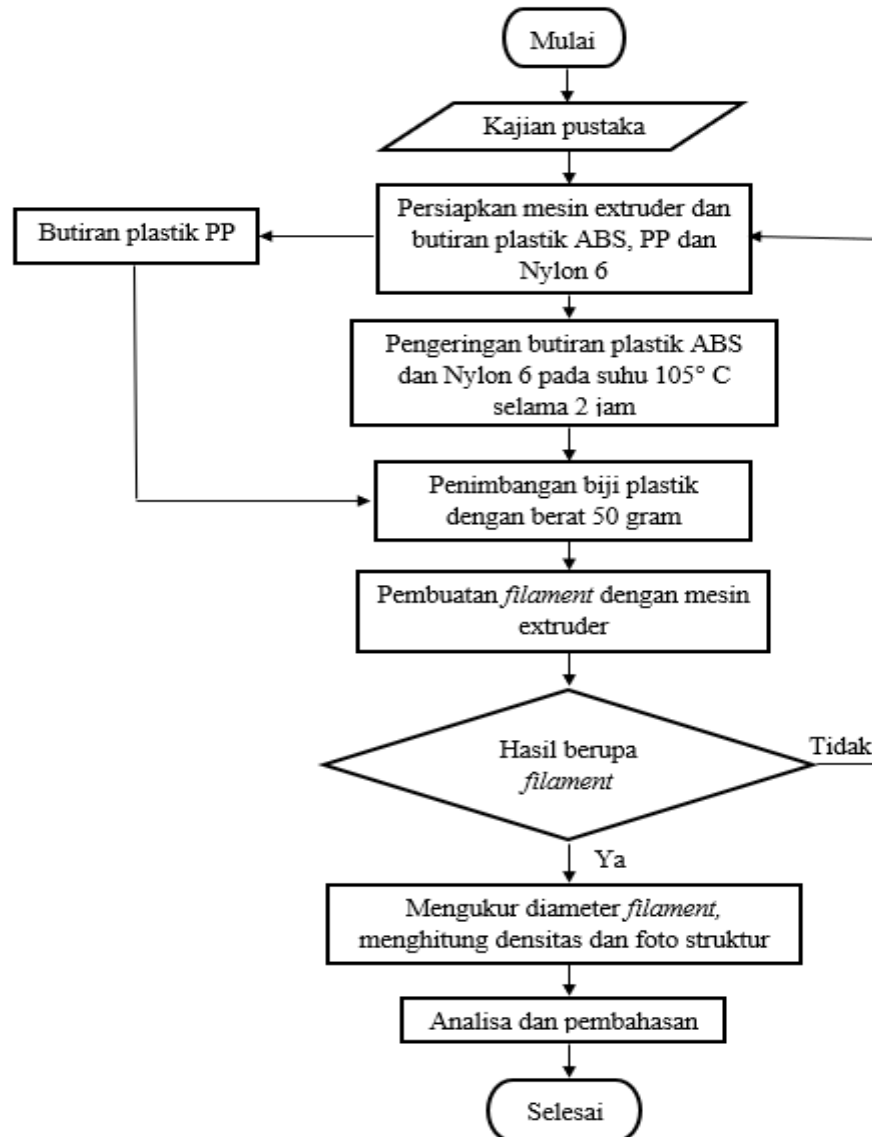 Mulai
Kajian pustaka
Persiapkan mesin extruder dan
butiran plastik ABS, PP dan
Nylon 6
Butiran plastik PP
Pengeringan butiran plastik ABS
dan Nylon 6 pada suhu 105° C
selama 2 jam
Penimbangan biji plastik
dengan berat 50 gram
Pembuatan filament dengan mesin
extruder
Hasil berupa
filament
Tidak
Ya
Mengukur diameter filament,
menghitung densitas dan foto struktur
Analisa dan pembahasan
Selesai